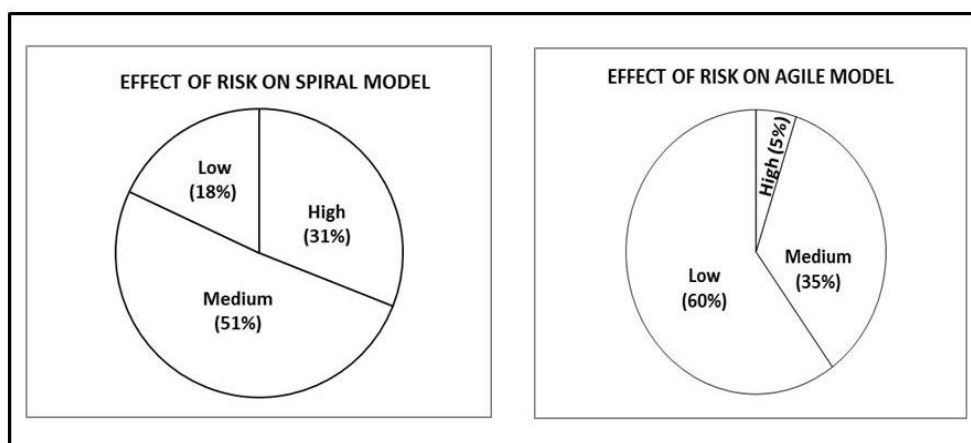 EFFECT OF RISK ON SPIRAL MODEL
Low
(18%)
High
(31%)
Medium
(51%)
EFFECT OF RISK ON AGILE MODEL
High (5%)
Medium
(35%)
Low
(60%)